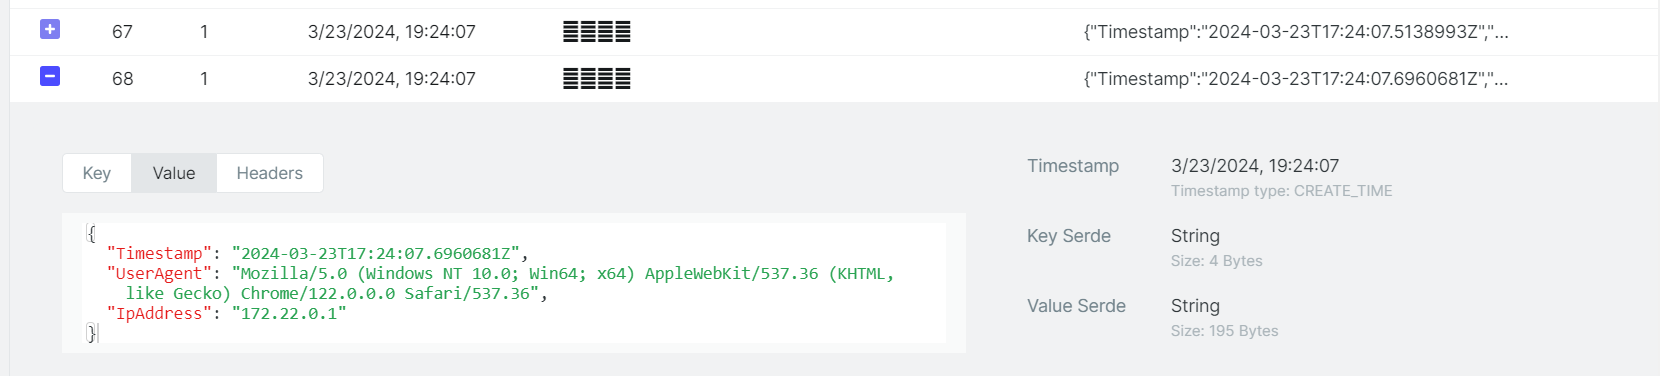 67 1 3/23/2024, 19:24:07 {"Timestamp":"2024-03-23T17:24:07.5138993Z","...
68 1 3/23/2024, 19:24:07 {"Timestamp":"2024-03-23T17:24:07.6960681Z","...
Key Value Headers
{
"Timestamp": "2024-03-23T17:24:07.6960681Z",
"UserAgent": "Mozilla/5.0 (Windows NT 10.0; Win64; x64) AppleWebKit/537.36 (KHTML,
like Gecko) Chrome/122.0.0.0 Safari/537.36",
"IpAddress": "172.22.0.1"
}
Timestamp 3/23/2024, 19:24:07
Timestamp type: CREATE_TIME
Key Serde String
Size: 4 Bytes
Value Serde String
Size: 195 Bytes